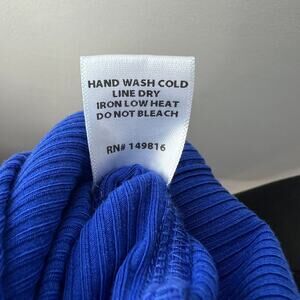 HAND WASH COLD
LINE DRY
IRON LOW HEAT
DO NOT BLEACH
RN# 149816